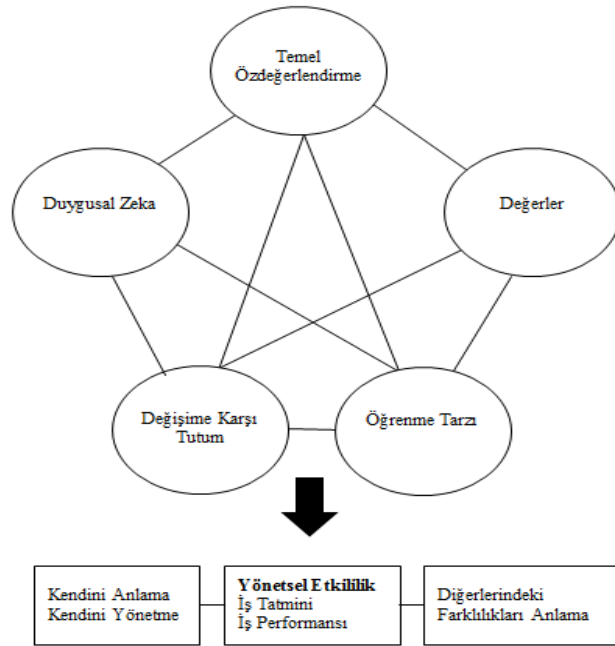 Temel
Özdeğerlendirme
Duygusal Zeka
Değerler
Değişime Karşı
Tutum
Öğrenme Tarzı
Kendini Anlama
Kendini Yönetme
Yönetsel Etkililik
İş Tatmini
İş Performansı
Diğerlerindeki
Farklılıkları Anlama